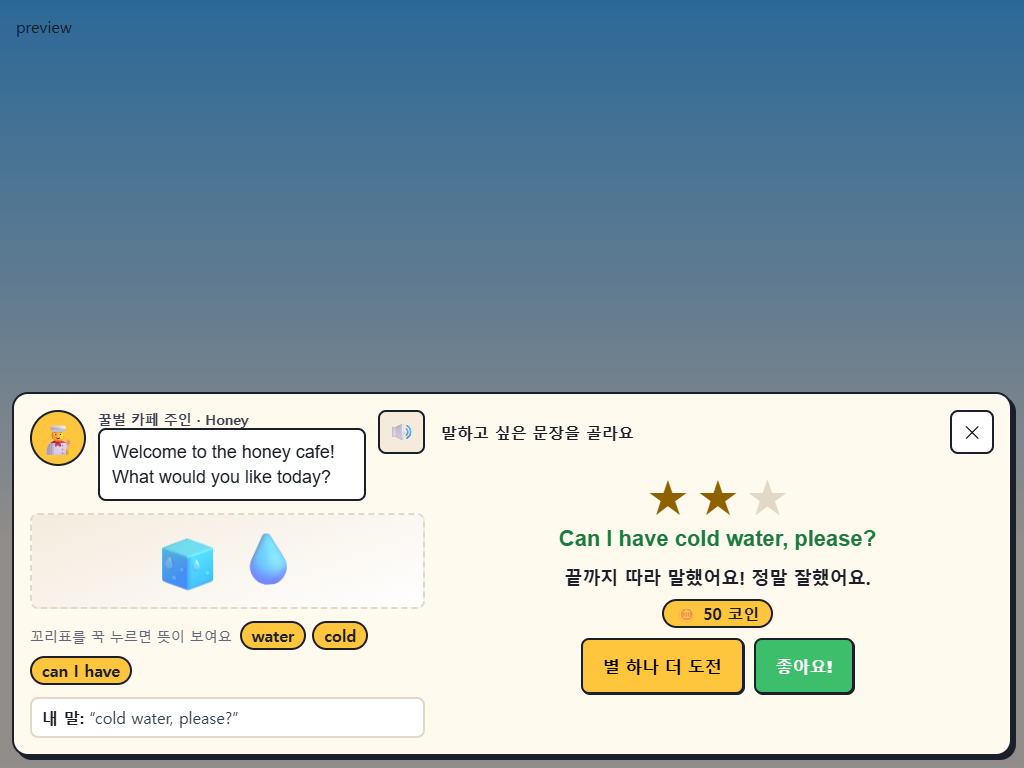 preview
꿀벌 카페 주인 · Honey
Welcome to the honey cafe!
What would you like today?
꼬리표를 꾹 누르면 뜻이 보여요 water cold
can I have
내 말: “cold water, please?”
말하고 싶은 문장을 골라요
Can I have cold water, please?
끝까지 따라 말했어요! 정말 잘했어요.
50 코인
별 하나 더 도전
좋아요!